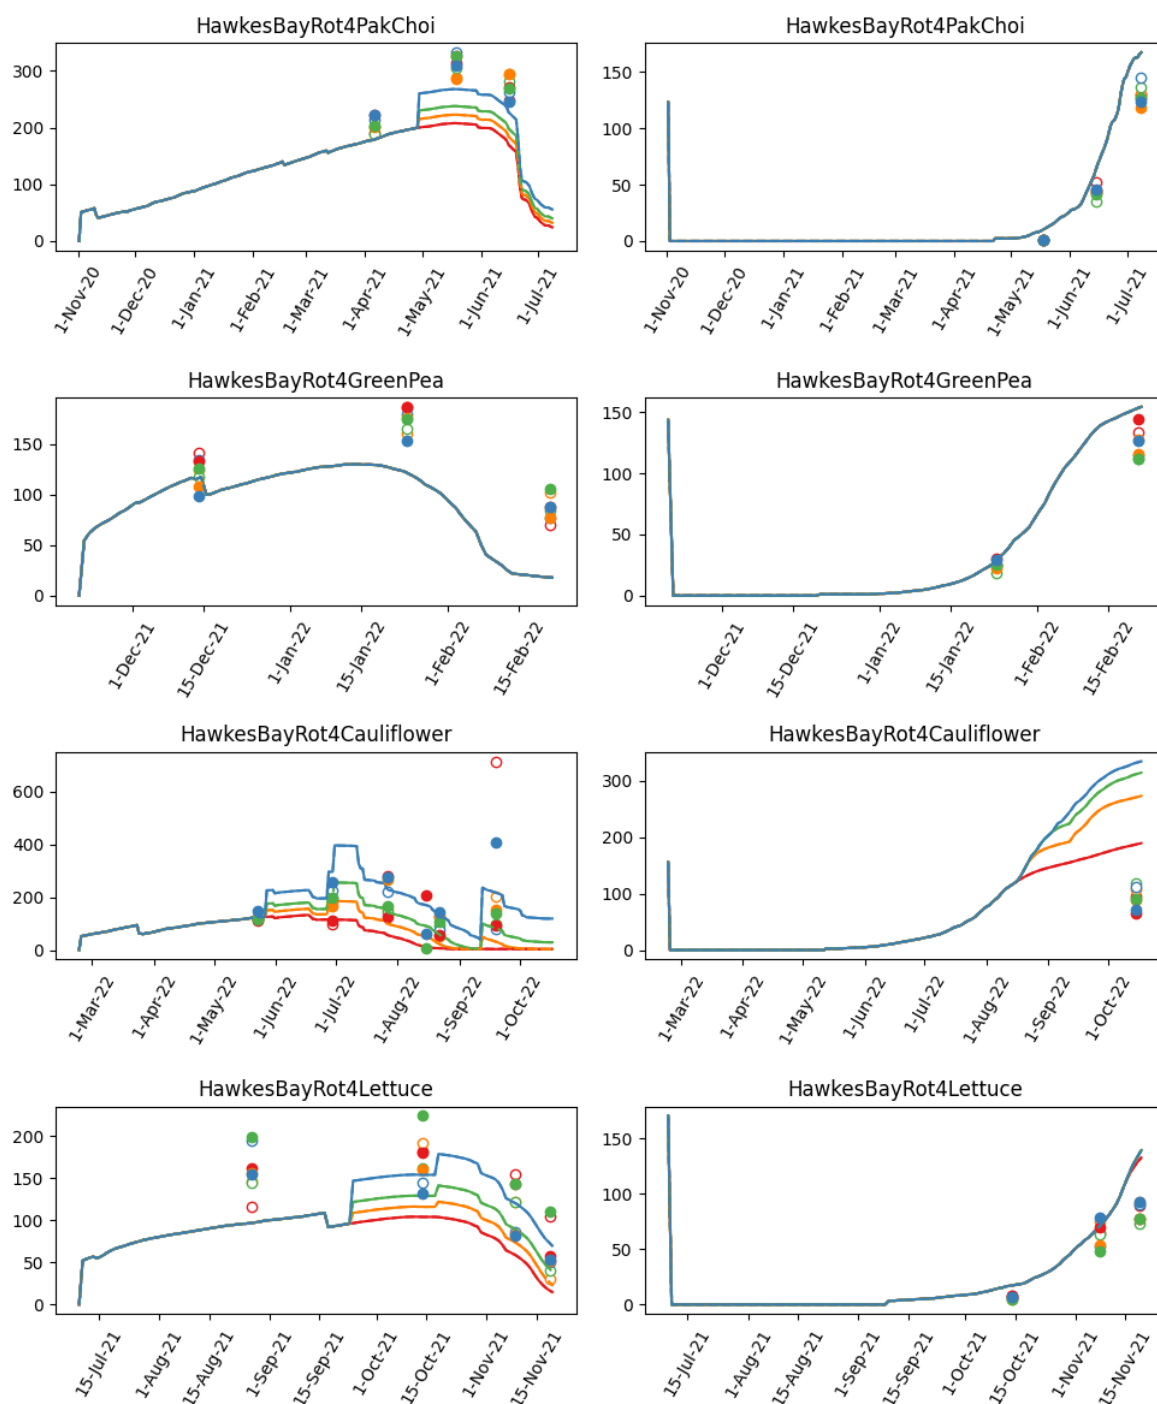 HawkesBayRot4PakChoi
300
200
100
0
1-Nov-20
1-Dec-20
1-Jan-21
1-Feb-21
1-Mar-21
1-Apr-21
1-May-21
1-Jun-21
1-Jul-21
HawkesBayRot4PakChoi
150
100
50
0
1-Nov-20
1-Dec-20
1-Jan-21
1-Feb-21
1-Mar-21
1-Apr-21
1-May-21
1-Jun-21
1-Jul-21
HawkesBayRot4GreenPea
150
100
50
0
1-Dec-21
15-Dec-21
1-Jan-22
15-Jan-22
1-Feb-22
15-Feb-22
HawkesBayRot4GreenPea
150
100
50
0
1-Dec-21
15-Dec-21
1-Jan-22
15-Jan-22
1-Feb-22
15-Feb-22
HawkesBayRot4Cauliflower
600
400
200
0
1-Mar-22
1-Apr-22
1-May-22
1-Jun-22
1-Jul-22
1-Aug-22
1-Sep-22
1-Oct-22
HawkesBayRot4Cauliflower
300
200
100
0
1-Mar-22
1-Apr-22
1-May-22
1-Jun-22
1-Jul-22
1-Aug-22
1-Sep-22
1-Oct-22
HawkesBayRot4Lettuce
200
150
100
50
0
15-Jul-21
1-Aug-21
15-Aug-21
1-Sep-21
15-Sep-21
1-Oct-21
15-Oct-21
1-Nov-21
15-Nov-21
HawkesBayRot4Lettuce
150
100
50
0
15-Jul-21
1-Aug-21
15-Aug-21
1-Sep-21
15-Sep-21
1-Oct-21
15-Oct-21
1-Nov-21
15-Nov-21